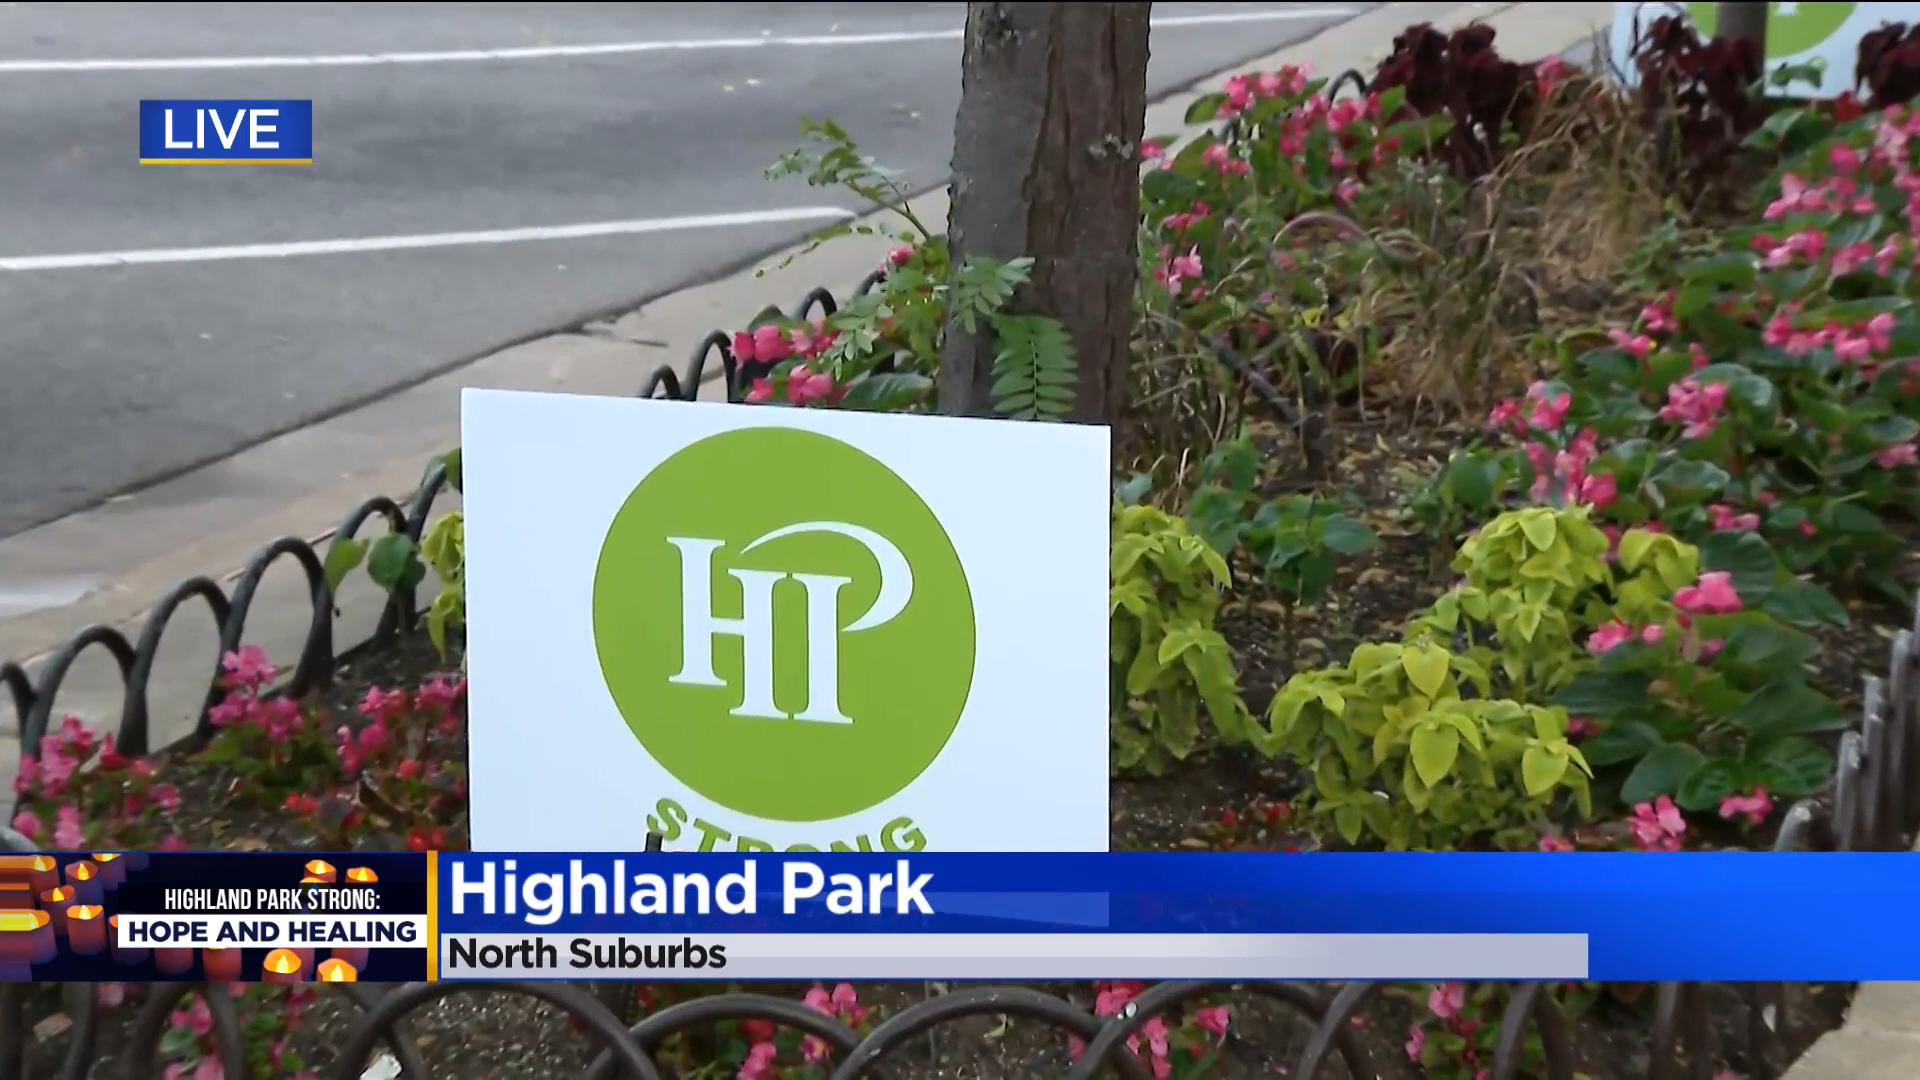 LIVE
HP
STRONG
HIGHLAND PARK STRONG:
HOPE AND HEALING
Highland Park
North Suburbs